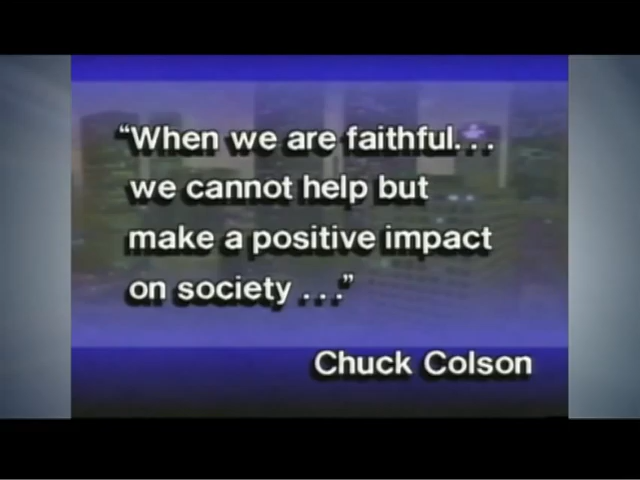 “When we are faithful. . .
we cannot help but
make a positive impact
on society . . .”
Chuck Colson